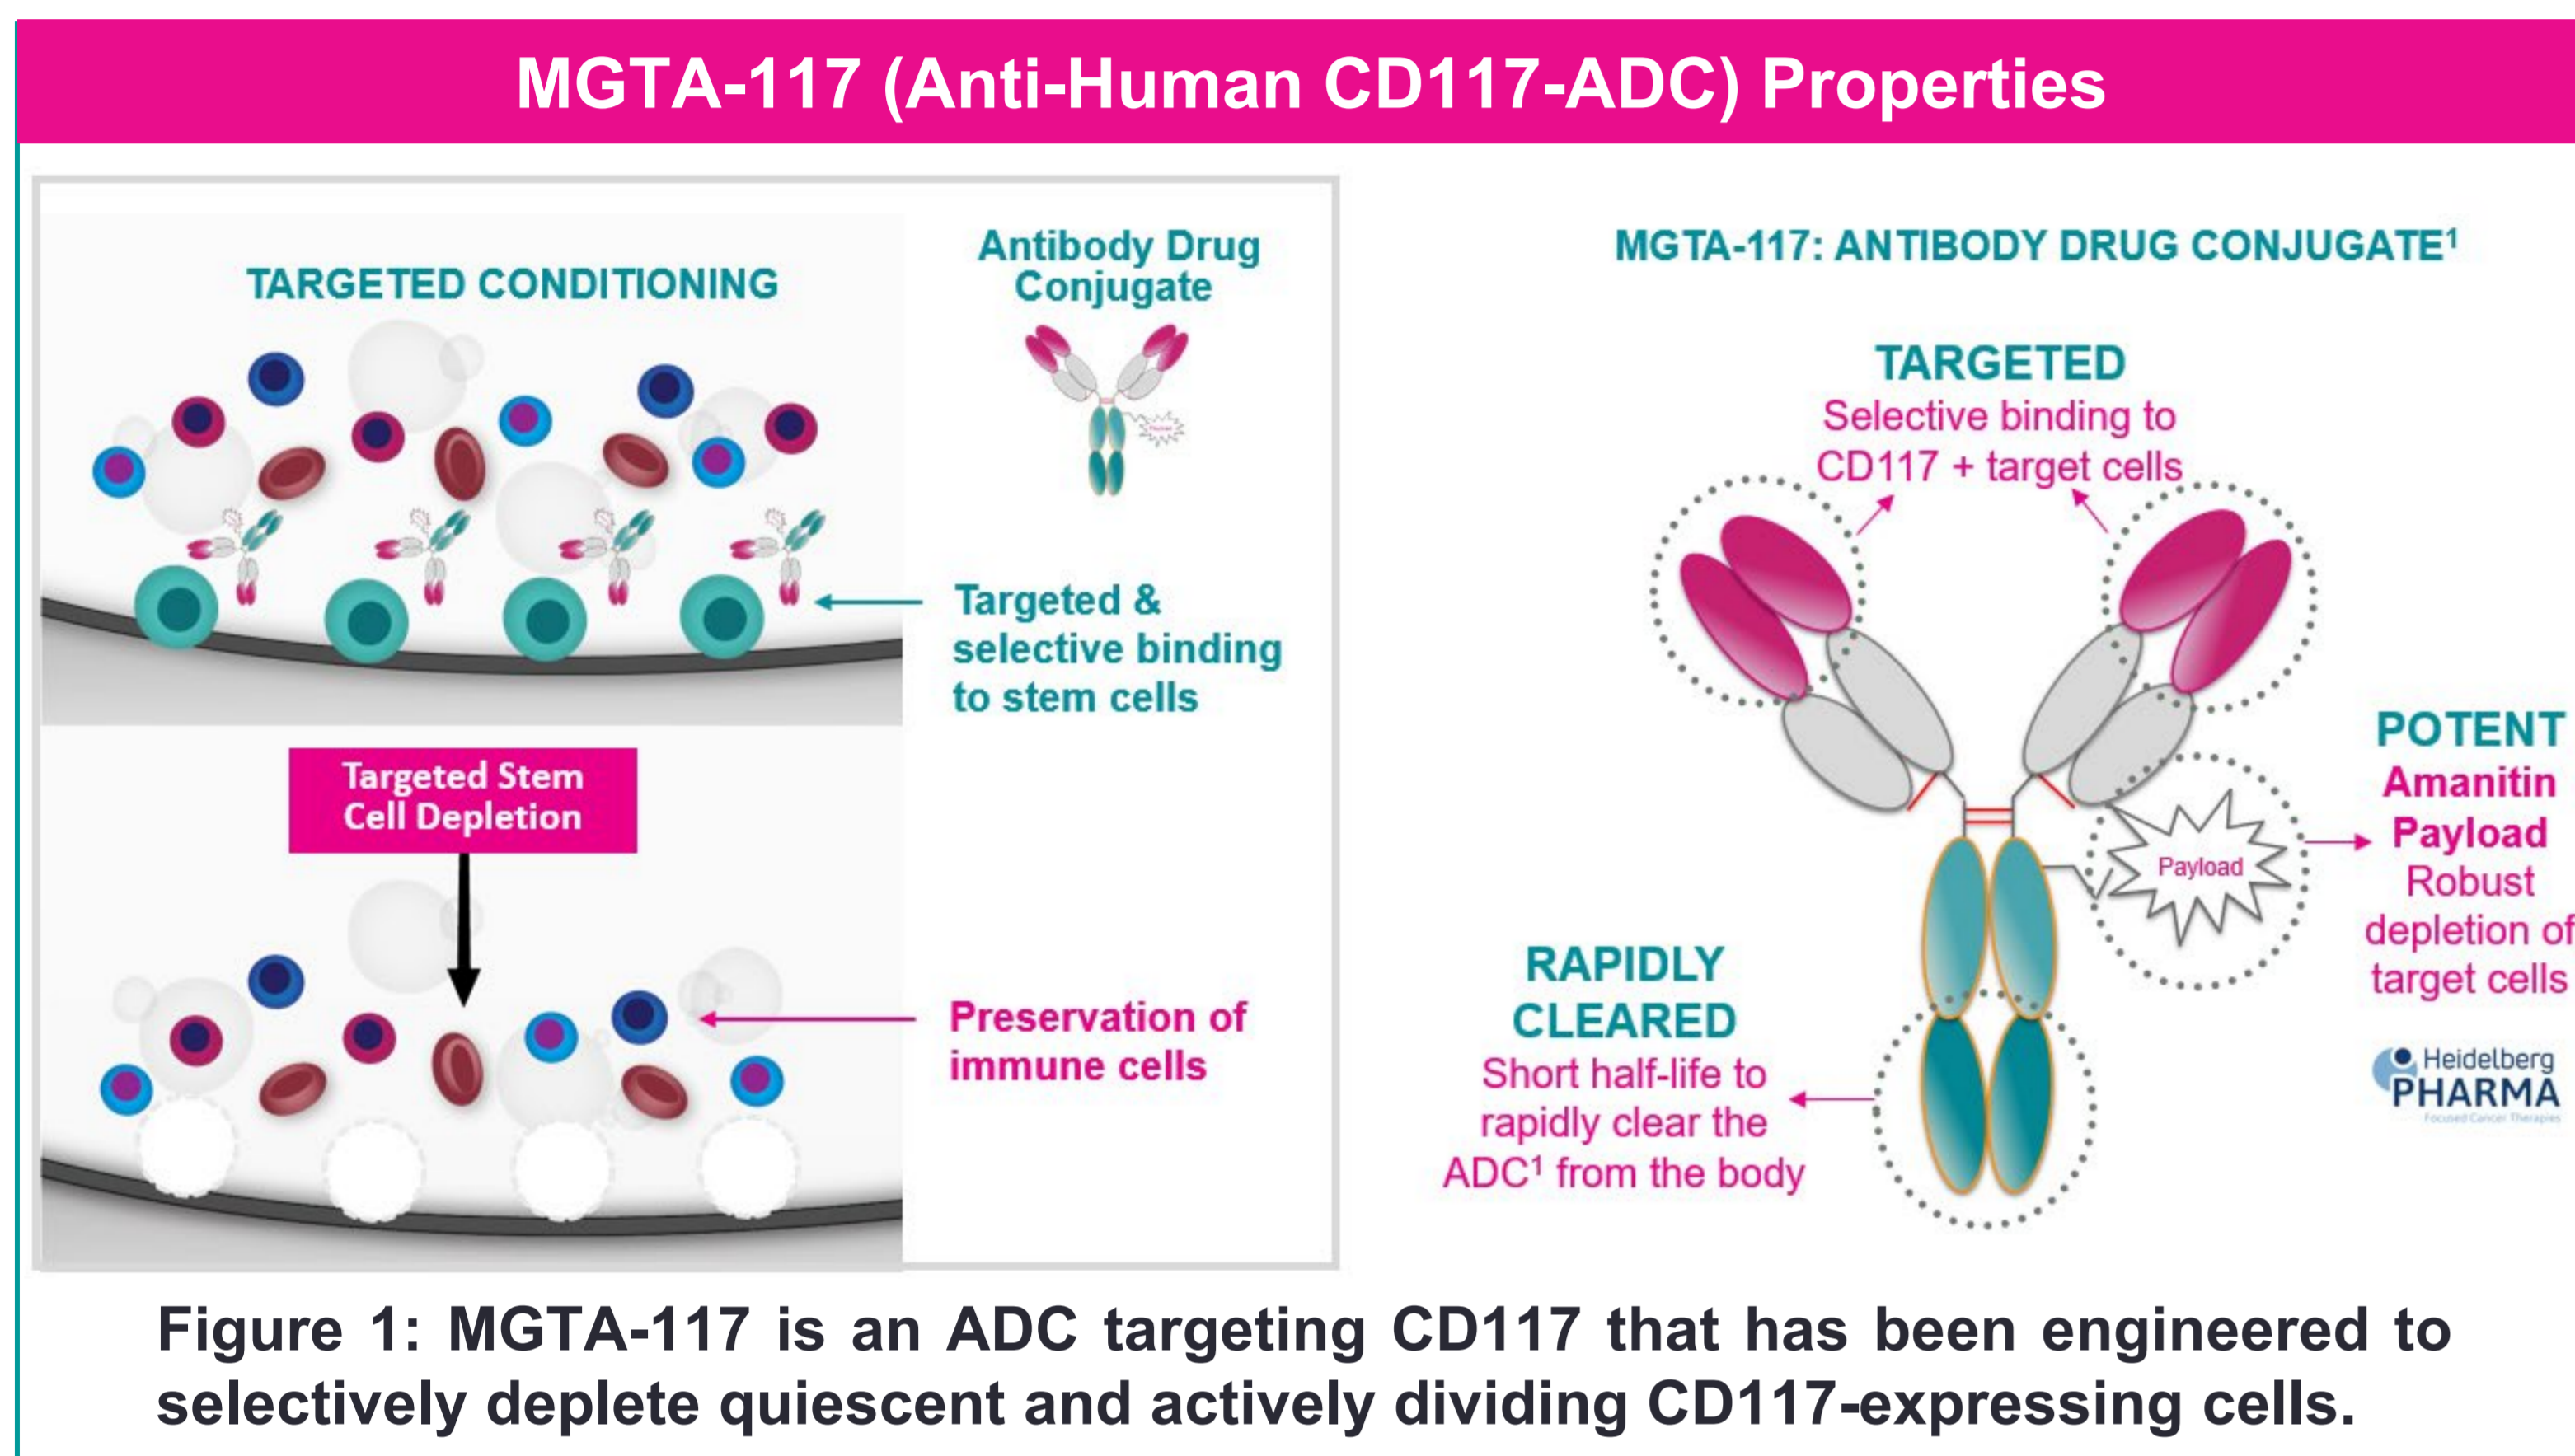 MGTA-117 (Anti-Human CD117-ADC) Properties
TARGETED CONDITIONING
Antibody Drug
Conjugate
Targeted &
selective binding
to stem cells
Targeted Stem
Cell Depletion
Preservation of
immune cells
MGTA-117: ANTIBODY DRUG CONJUGATE¹
TARGETED
Selective binding to
CD117 + target cells
POTENT
Amanitin
Payload
Robust
depletion of
target cells
Payload
RAPIDLY
CLEARED
Short half-life to
rapidly clear the
ADC¹ from the body
Heidelberg
PHARMA
Focused Cancer Therapies
Figure 1: MGTA-117 is an ADC targeting CD117 that has been engineered to
selectively deplete quiescent and actively dividing CD117-expressing cells.